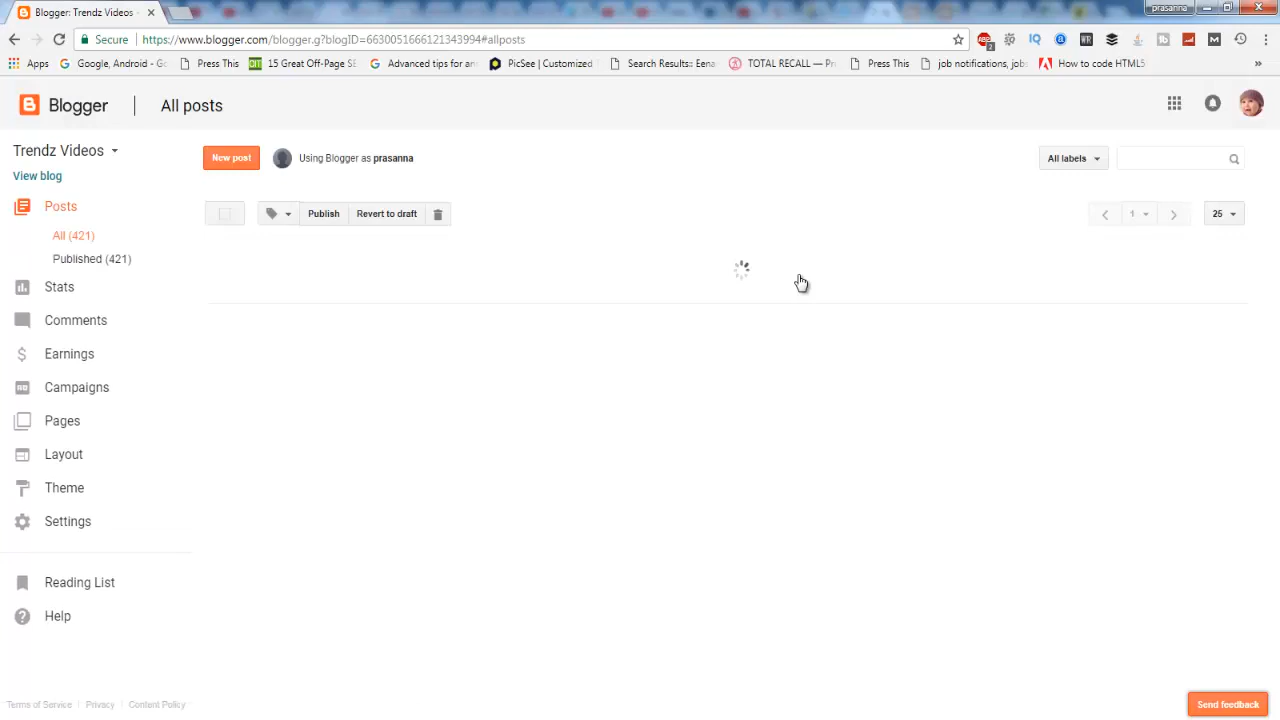 Blogger: Trendz Videos -
prasanna
Secure
https://www.blogger.com/blogger.g?blogID=6630051666121343994#allposts
Apps
Google, Android - G
Press This
15 Great Off-Page SE
Advanced tips for an
PicSee | Customized
Search Results: Eena
TOTAL RECALL — Pr
Press This
job notifications, job
How to code HTML5
Blogger
All posts
Trendz Videos
View blog
New post
Using Blogger as prasanna
All labels
Posts
All (421)
Published (421)
Publish
Revert to draft
1
25
Stats
Comments
Earnings
Campaigns
Pages
Layout
Theme
Settings
Reading List
Help
Terms of Service
Privacy
Content Policy
Send feedback